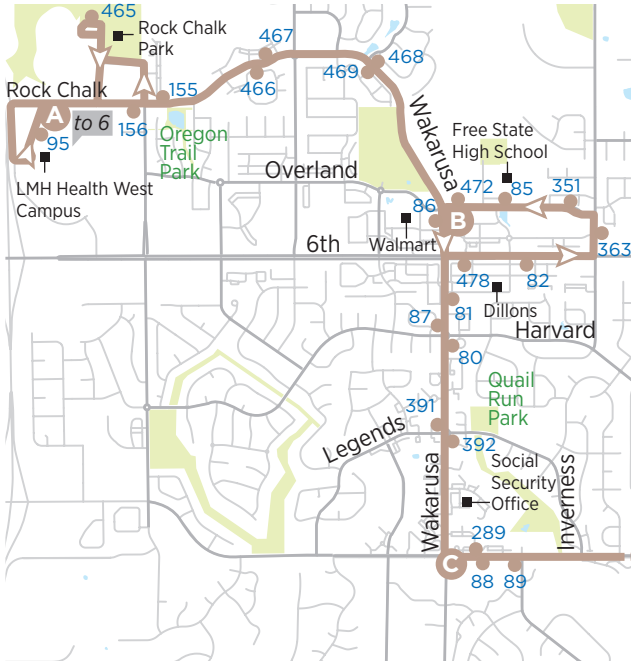 465
Rock Chalk
Park
467
468
469
466
Rock Chalk
155
A
to 6
156
95
Oregon
Trail
Park
LMH Health West
Campus
Wakarusa
Free State
High School
Overland
472
85
351
86
B
Walmart
6th
363
478
82
Dillons
81
87
Harvard
80
Quail
Run
Park
391
392
Legends
Social
Security
Office
Wakarusa
Inverness
289
C
88
89